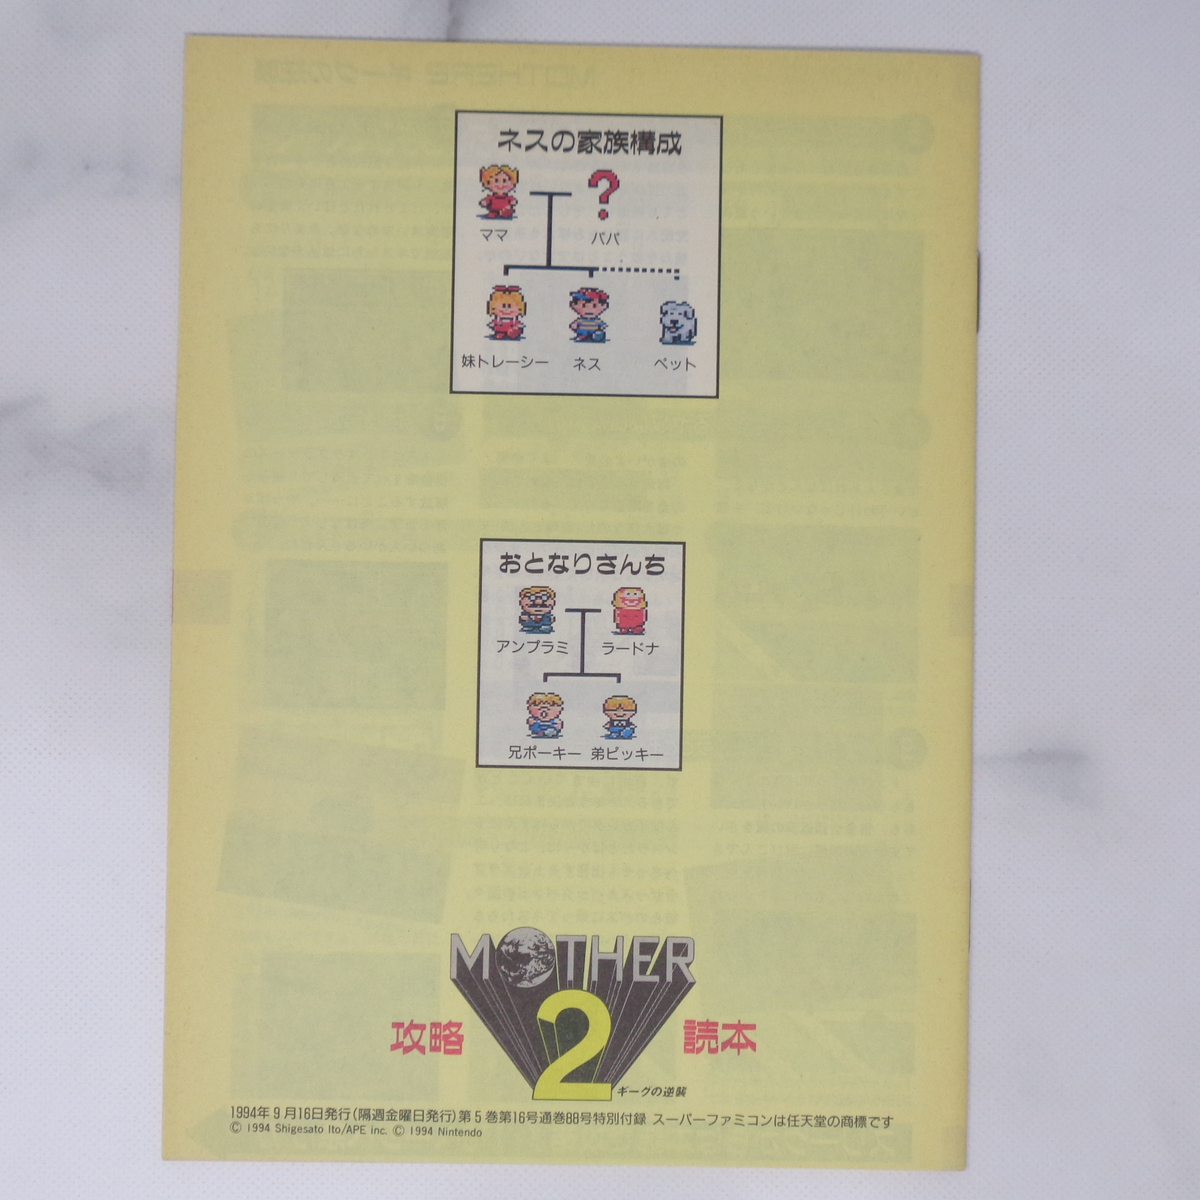 ネスの家族構成
?
ママ
パパ
妹トレーシー
ネス
ペット
おとなりさんち
アンブラミ
ラードナ
兄ポーキー
弟ピッキー
MOTHER
2
攻略
読本
ギーグの逆襲
1994年9月16日発行(隔週金曜日発行)第5巻第16号通巻88号特別付録 スーパーファミコンは任天堂の商標です
© 1994 Shigesato Ito/APE inc. © 1994 Nintendo